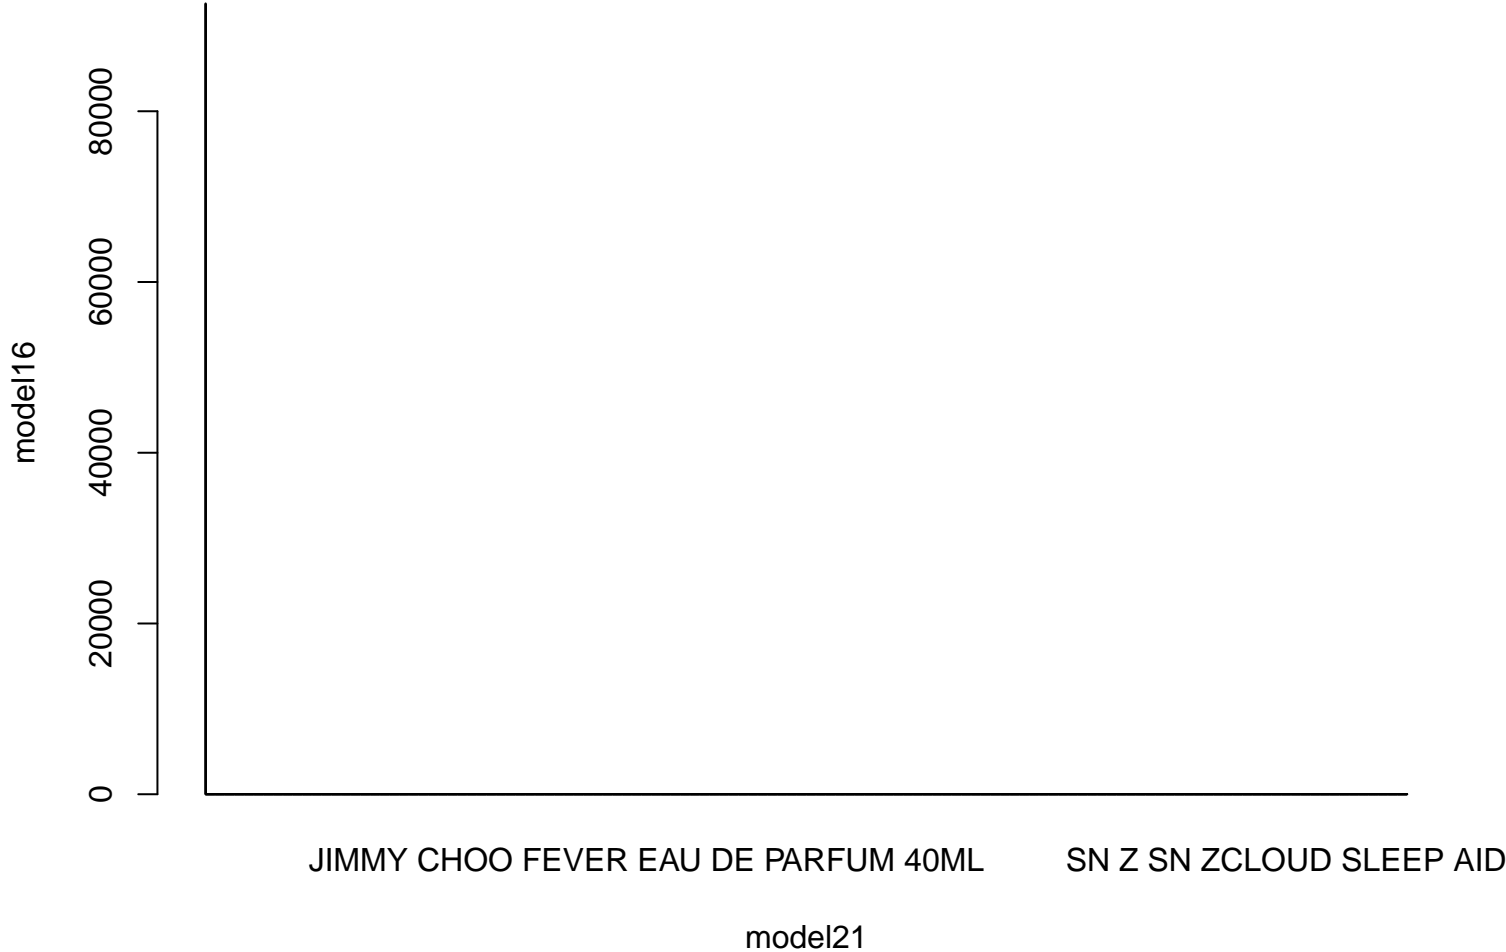 80000
60000
model16
40000
20000
0
JIMMY CHOO FEVER EAU DE PARFUM 40ML
SN Z SN ZCLOUD SLEEP AID
model21